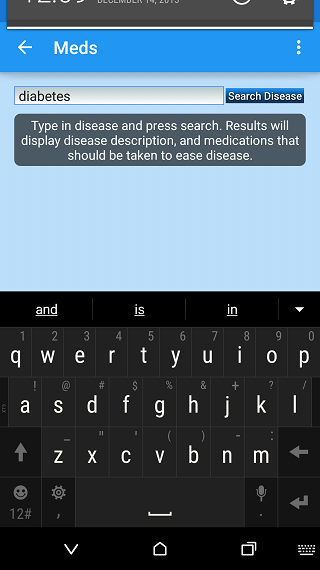 DECEMBER 14, 2015
Meds
diabetes
Search Disease
Type in disease and press search. Results will
display disease description, and medications that
should be taken to ease disease.
and is in
1 2 3 4 5 6 7 8 9 0
q w e r t y u i o p
! @ # $ % & + ? /
a s d f g h j k l
_ " ' ( ) - :
z x c v b n m
12# , .